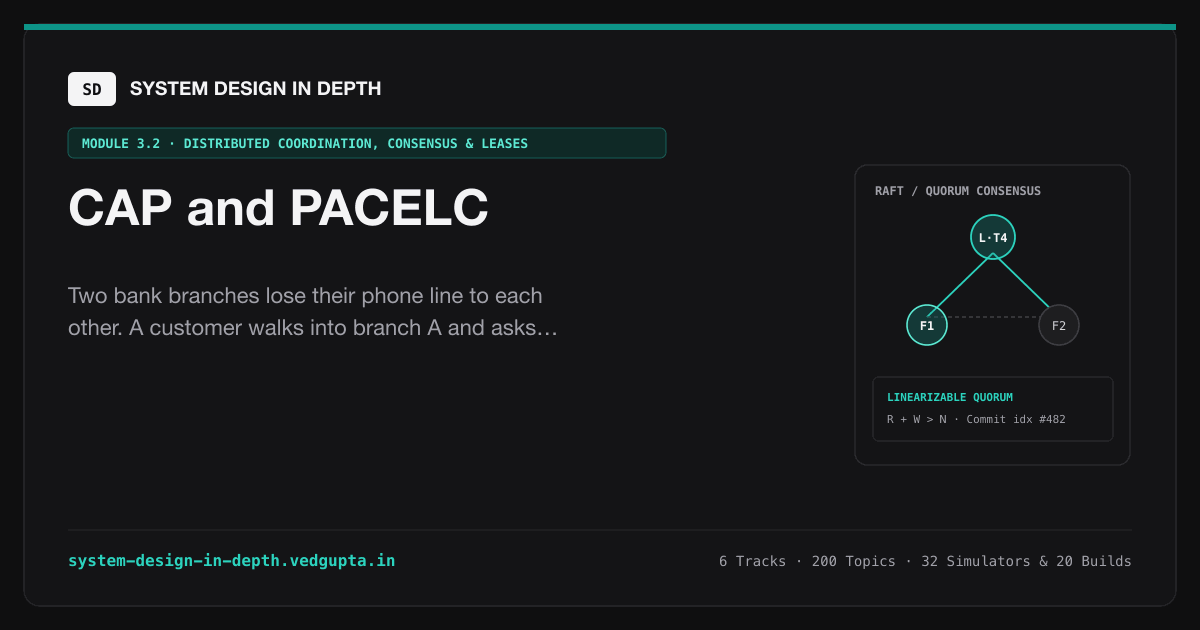 SD
SYSTEM DESIGN IN DEPTH
MODULE 3.2 · DISTRIBUTED COORDINATION, CONSENSUS & LEASES
CAP and PACELC
Two bank branches lose their phone line to each
other. A customer walks into branch A and asks…
RAFT / QUORUM CONSENSUS
L·T4
F1
F2
LINEARIZABLE QUORUM
R + W > N · Commit idx #482
system-design-in-depth.vedgupta.in
6 Tracks · 200 Topics · 32 Simulators & 20 Builds